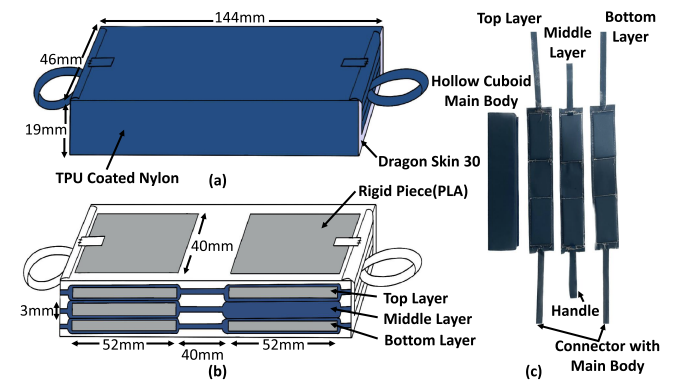 144mm
46mm
19mm
TPU Coated Nylon
(a)
Dragon Skin 30
Rigid Piece(PLA)
40mm
3mm
Top Layer
Middle Layer
Bottom Layer
52mm
40mm
52mm
(b)
Top Layer
Middle
Layer
Bottom
Layer
Hollow Cuboid
Main Body
Handle
Connector with
Main Body
(c)